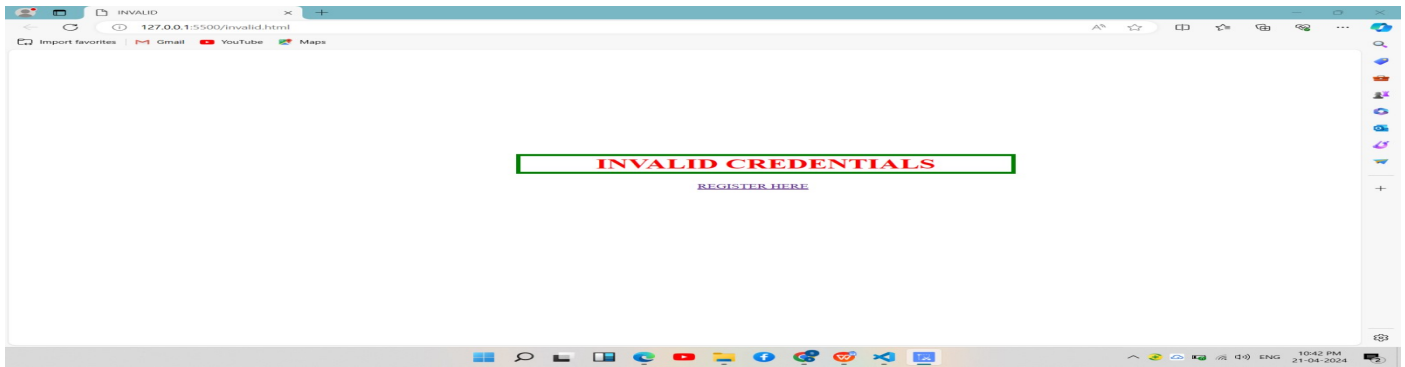 INVALID
127.0.0.1:5500/invalid.html
Import favorites Gmail YouTube Maps
INVALID CREDENTIALS
REGISTER HERE
ENG 10:42 PM
21-04-2024
2